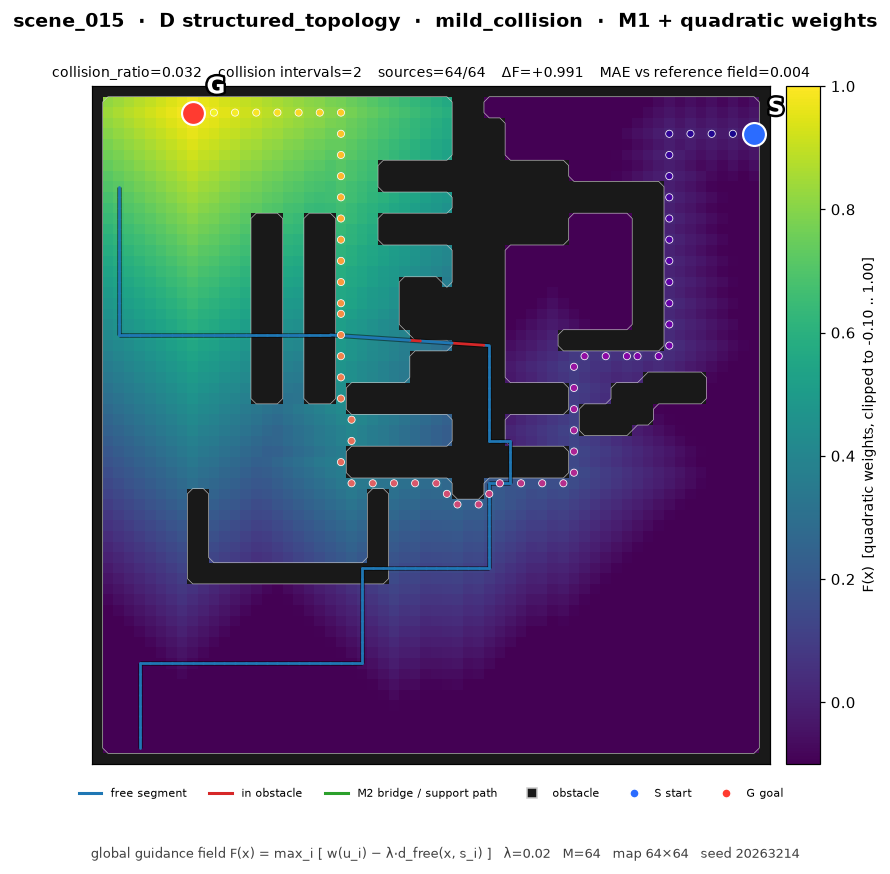 scene_015 · D structured_topology · mild_collision · M1 + quadratic weights
collision_ratio=0.032 collision intervals=2 sources=64/64 ΔF=+0.991 MAE vs reference field=0.004
G
S
1.0
0.8
0.6
0.4
0.2
0.0
F(x) [quadratic weights, clipped to -0.10 .. 1.00]
free segment
in obstacle
M2 bridge / support path
obstacle
S start
G goal
global guidance field F(x) = max_i [ w(u_i) − λ·d_free(x, s_i) ] λ=0.02 M=64 map 64×64 seed 20263214